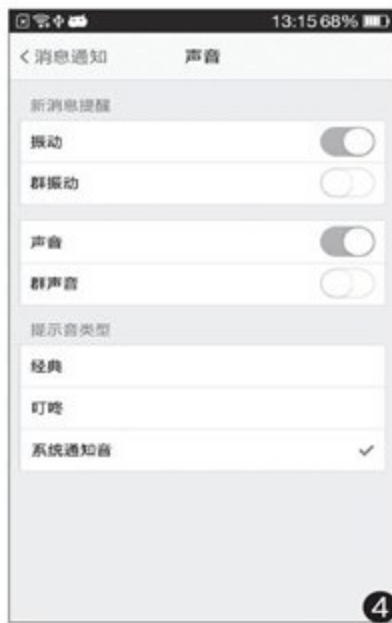 13:15 68%
消息通知 声音
新消息提醒
振动
群振动
声音
群声音
提示音类型
经典
叮咚
系统通知音
4